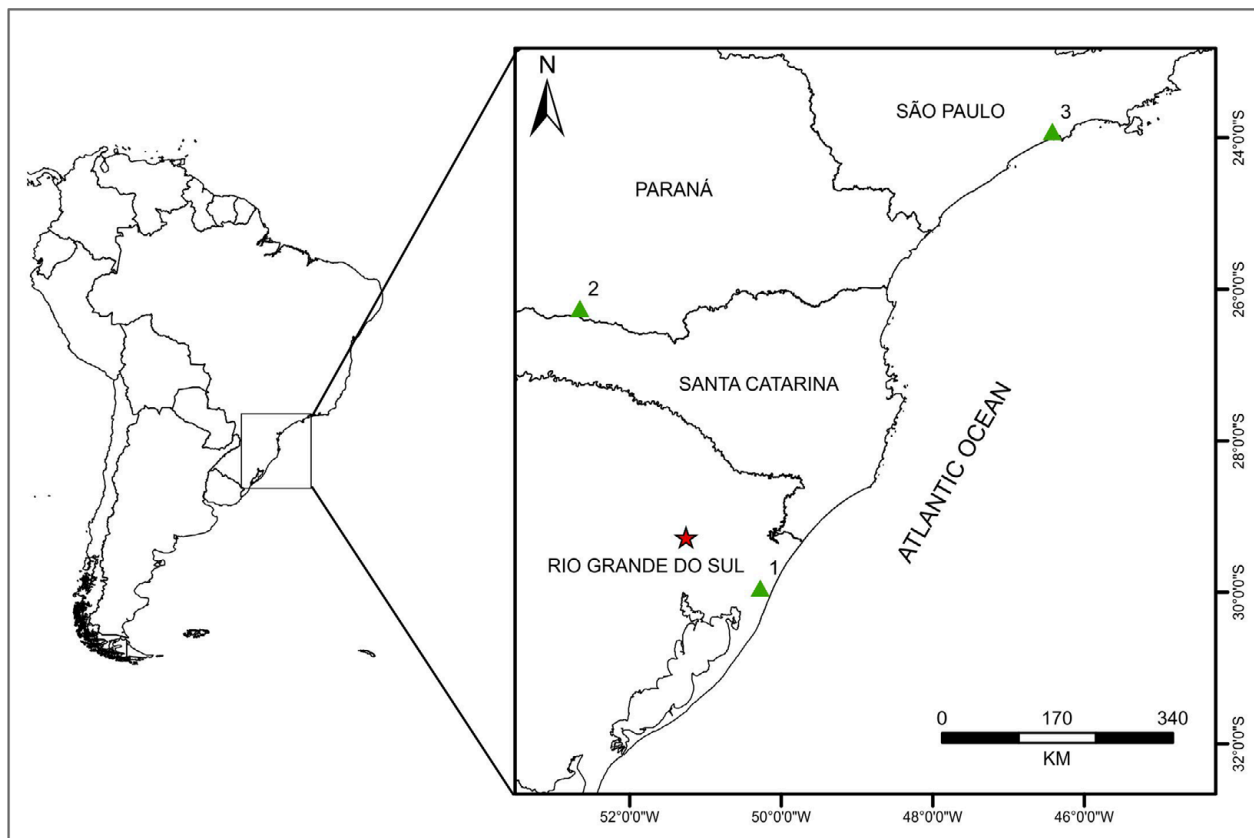 N
SÃO PAULO
3
24°0'0"S
PARANÁ
2
26°0'0"S
SANTA CATARINA
ATLANTIC OCEAN
28°0'0"S
RIO GRANDE DO SUL
1
30°0'0"S
0 170 340
KM
32°0'0"S
52°0'0"W 50°0'0"W 48°0'0"W 46°0'0"W